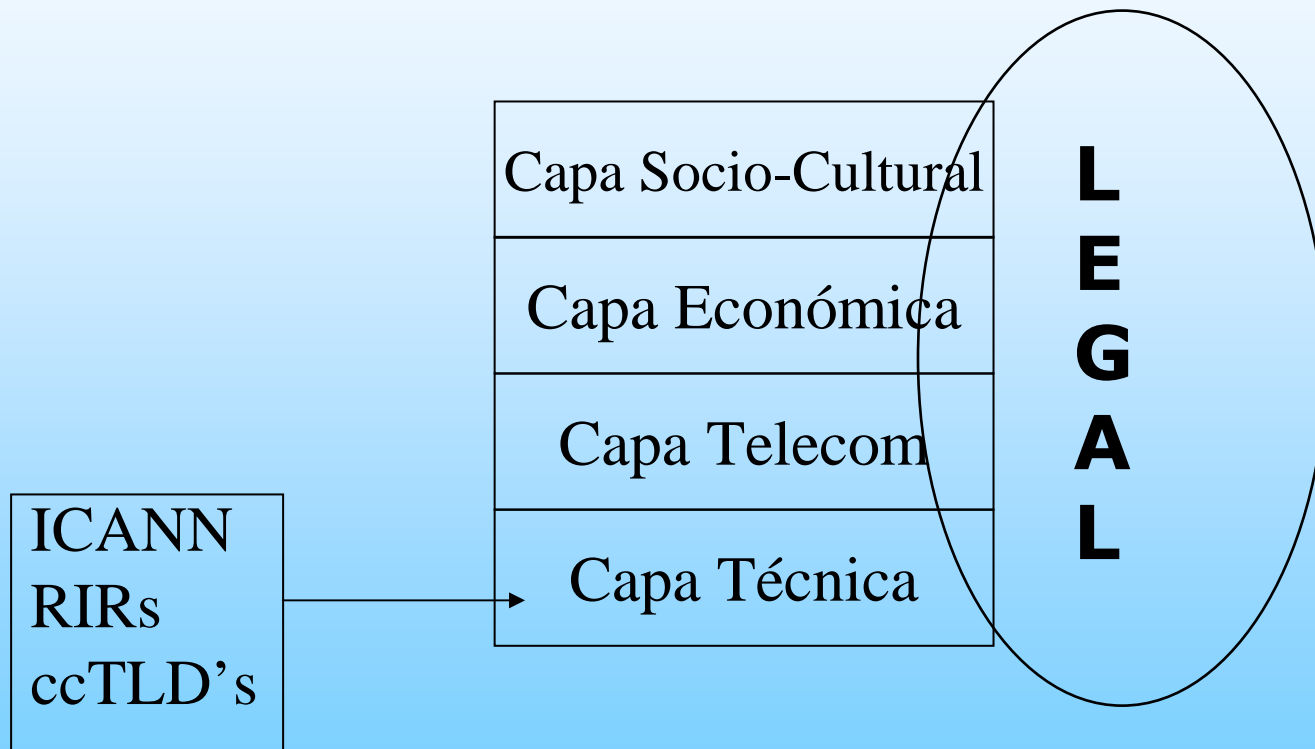 Capa Socio-Cultural
Capa Económica
Capa Telecom
Capa Técnica
L
E
G
A
L
ICANN
RIRs
ccTLD’s